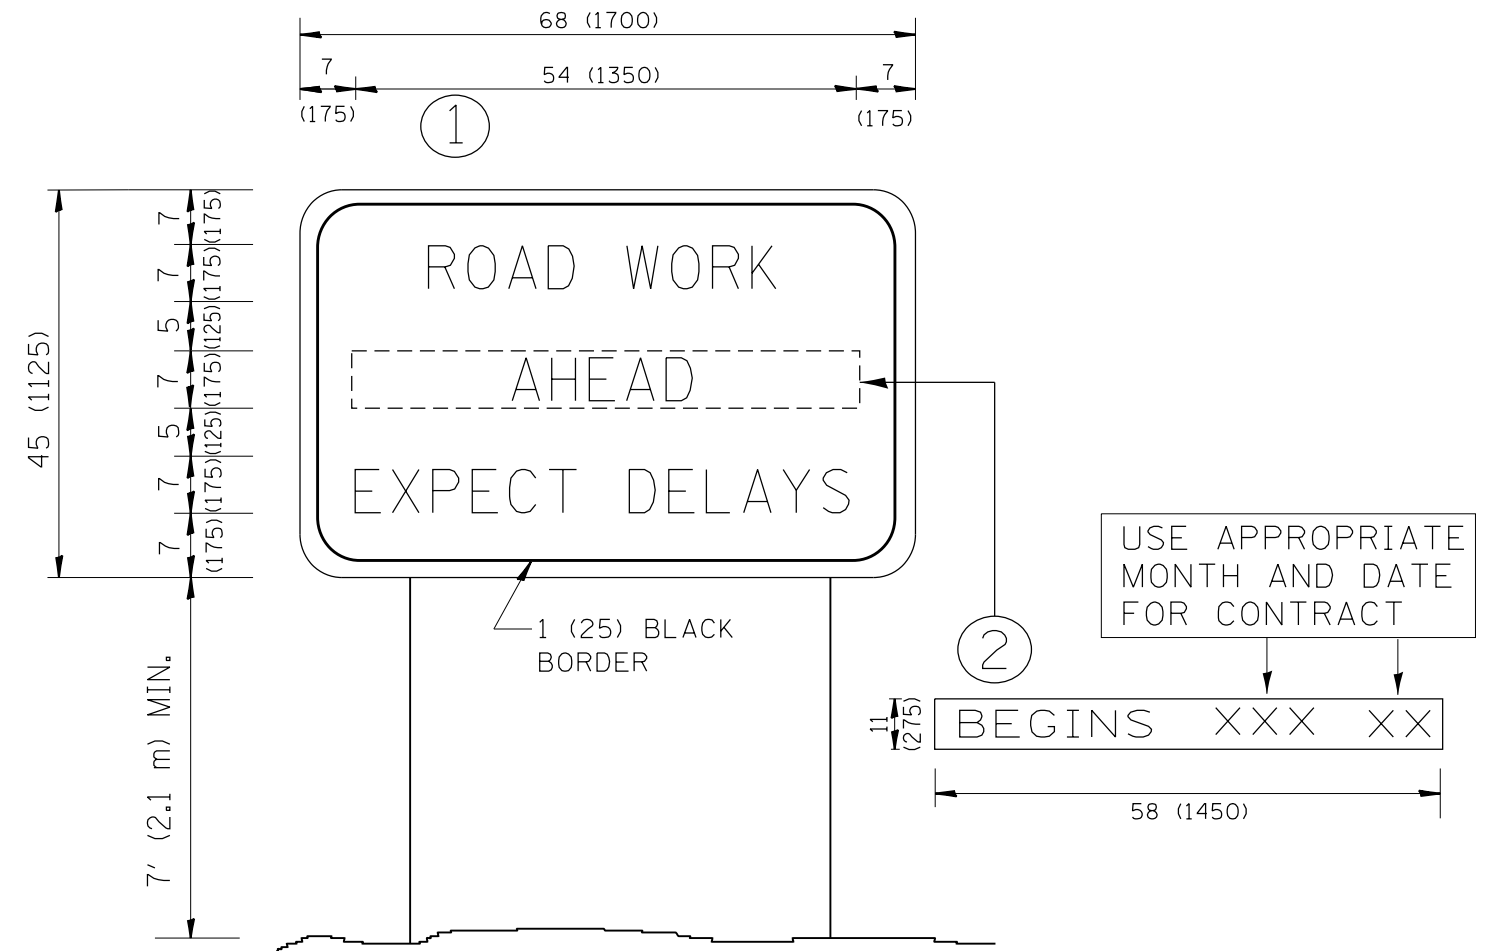 68 (1700)
7
54 (1350)
7
(175)
(175)
1
45 (1125)
7
(175)
7
(175)
5
(125)
7
(175)
5
(125)
7
(175)
7
(175)
ROAD WORK
AHEAD
EXPECT DELAYS
1 (25) BLACK
BORDER
7' (2.1 m) MIN.
2
USE APPROPRIATE
MONTH AND DATE
FOR CONTRACT
11
(275)
BEGINS XXX XX
58 (1450)